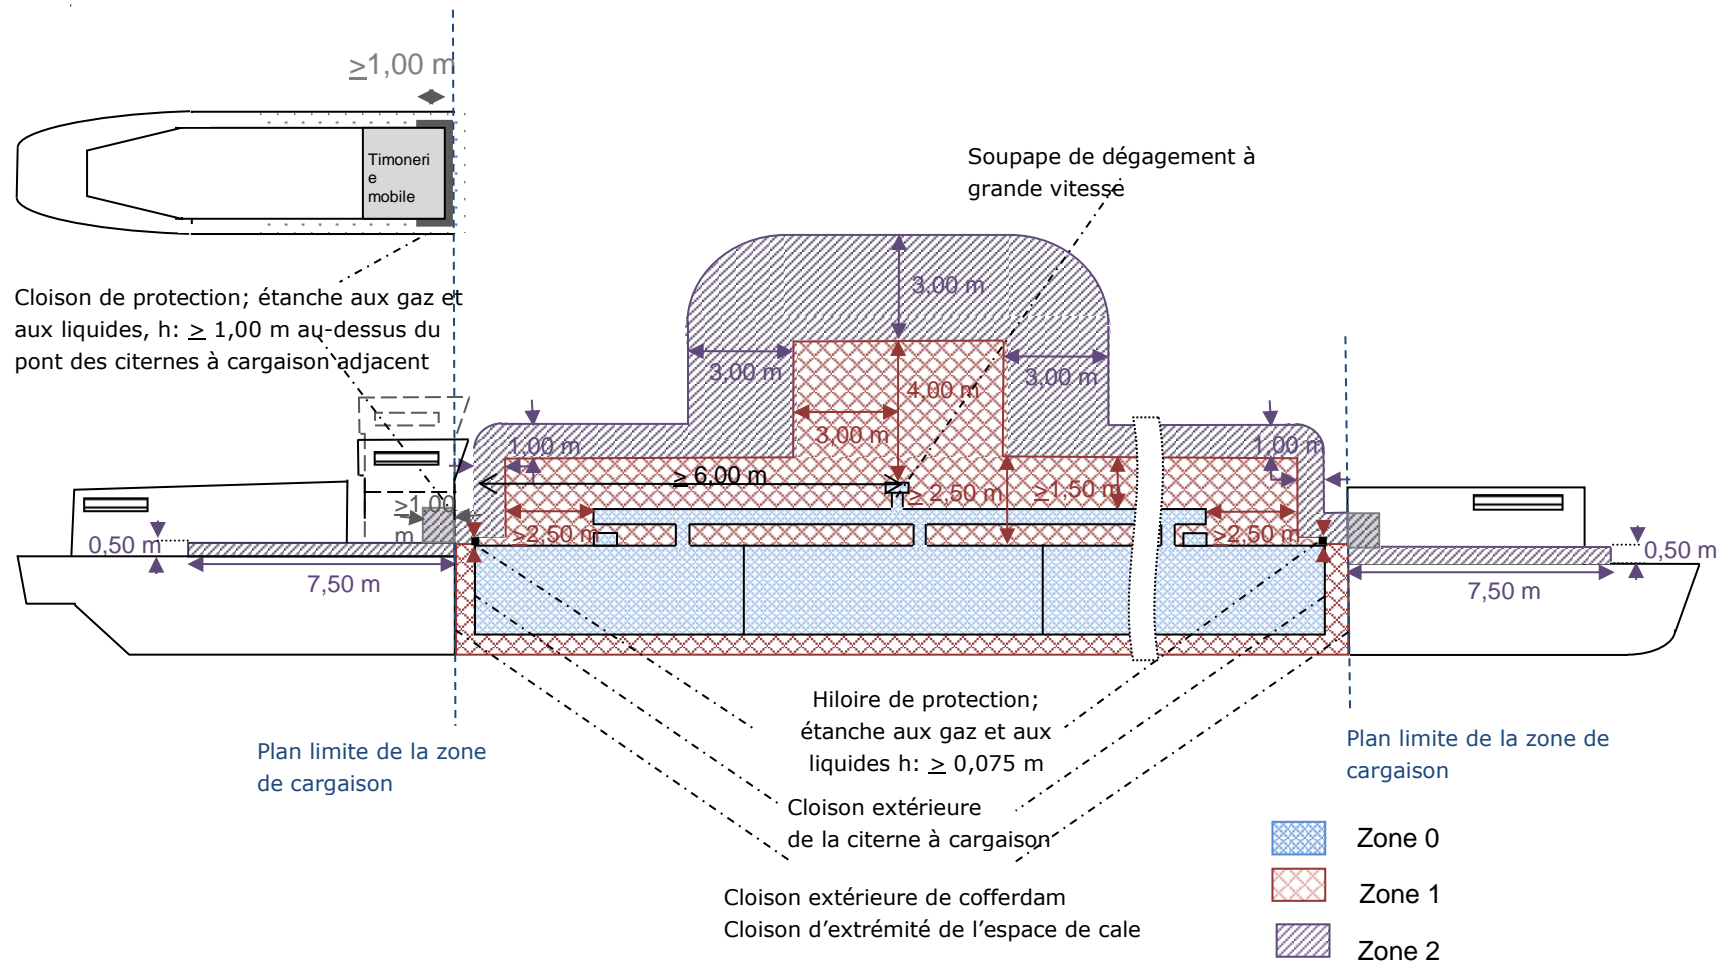 ≥1,00 m
Timoneri
e
mobile
Soupape de dégagement à
grande vitesse
Cloison de protection; étanche aux gaz et
aux liquides, h: ≥ 1,00 m au-dessus du
pont des citernes à cargaison adjacent
3,00 m
3,00 m
3,00 m
4,00 m
3,00 m
1,00 m
1,00 m
≥ 6,00 m
≥ 2,50 m
≥1,50 m
≥1,00
m
≥2,50 m
≥2,50 m
0,50 m
0,50 m
7,50 m
7,50 m
Hiloire de protection;
étanche aux gaz et aux
liquides h: ≥ 0,075 m
Plan limite de la zone
de cargaison
Plan limite de la zone de
cargaison
Cloison extérieure
de la citerne à cargaison
Cloison extérieure de cofferdam
Cloison d’extrémité de l’espace de cale
Zone 0
Zone 1
Zone 2